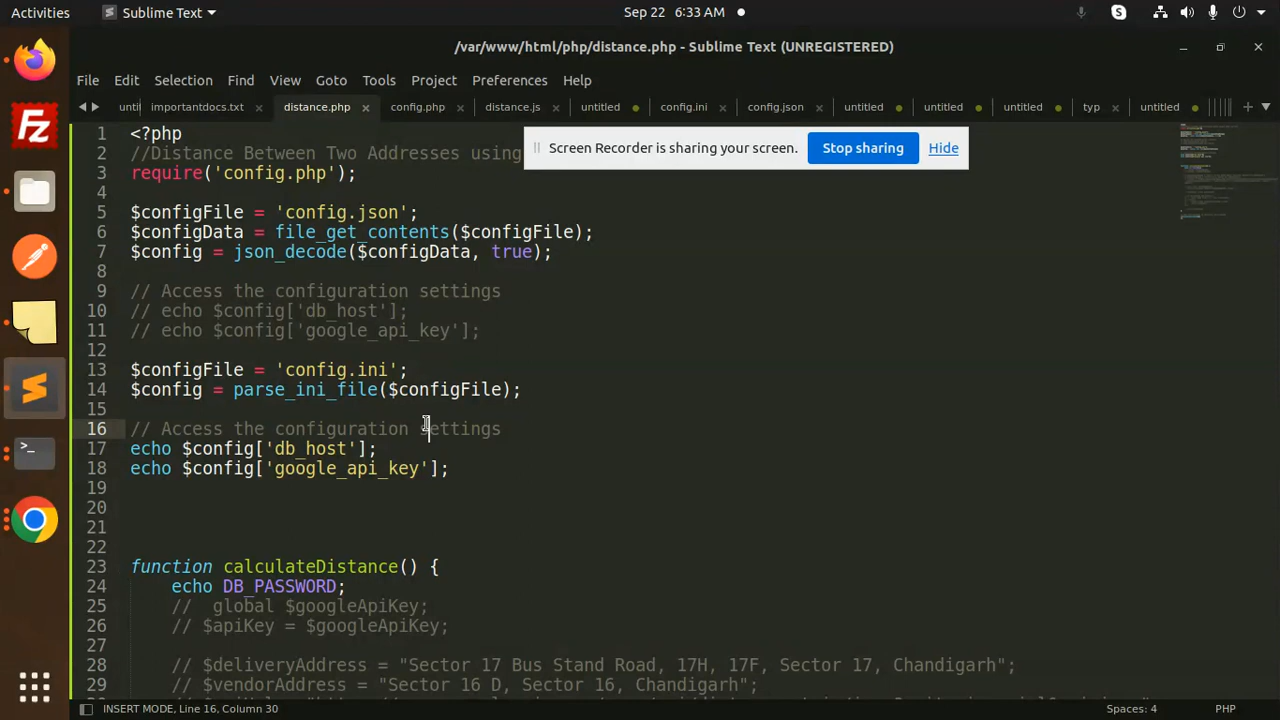 Activities
Sublime Text
Sep 22 6:33 AM
/var/www/html/php/distance.php - Sublime Text (UNREGISTERED)
File Edit Selection Find View Goto Tools Project Preferences Help
unti importantdocs.txt distance.php config.php distance.js untitled config.ini config.json untitled untitled untitled typ untitled
Screen Recorder is sharing your screen. Stop sharing Hide
1 <?php
2 //Distance Between Two Addresses using
3 require('config.php');
4
5 $configFile = 'config.json';
6 $configData = file_get_contents($configFile);
7 $config = json_decode($configData, true);
8
9 // Access the configuration settings
10 // echo $config['db_host'];
11 // echo $config['google_api_key'];
12
13 $configFile = 'config.ini';
14 $config = parse_ini_file($configFile);
15
16 // Access the configuration settings
17 echo $config['db_host'];
18 echo $config['google_api_key'];
19
20
21
22
23 function calculateDistance() {
24 echo DB_PASSWORD;
25 // global $googleApiKey;
26 // $apiKey = $googleApiKey;
27
28 // $deliveryAddress = "Sector 17 Bus Stand Road, 17H, 17F, Sector 17, Chandigarh";
29 // $vendorAddress = "Sector 16 D, Sector 16, Chandigarh";
INSERT MODE, Line 16, Column 30
Spaces: 4
PHP